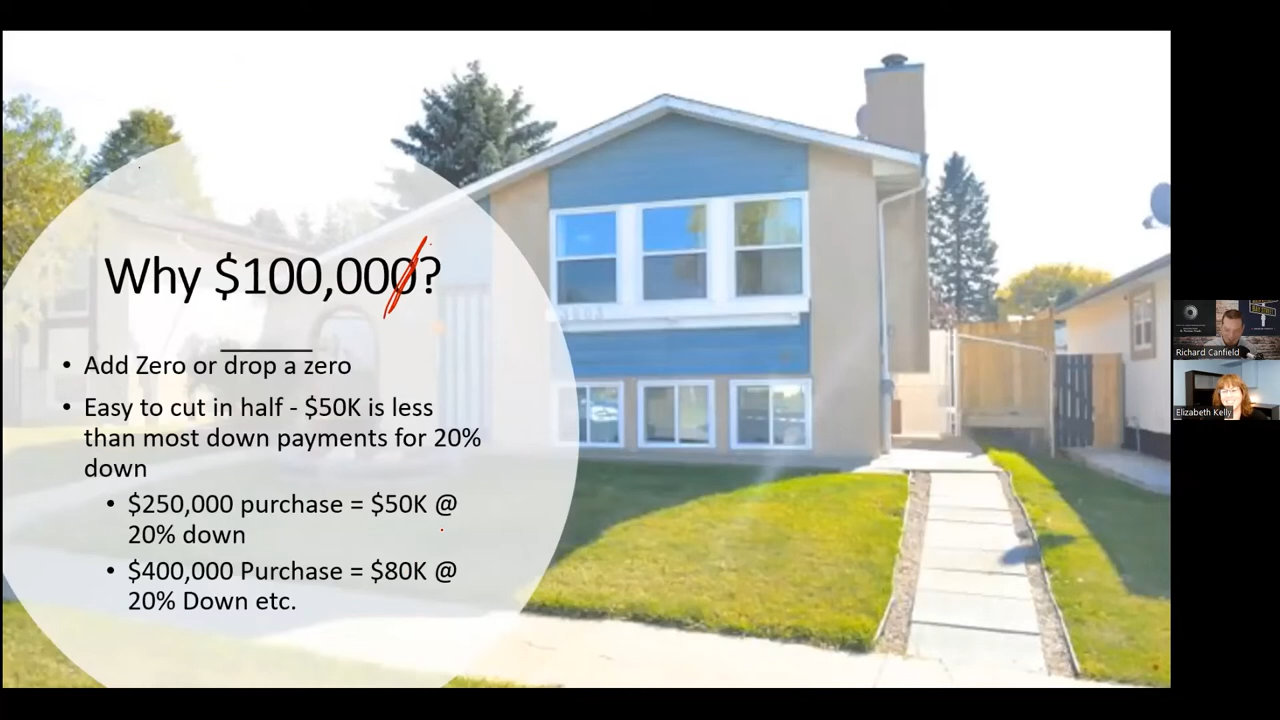 Why $100,000?
• Add Zero or drop a zero
• Easy to cut in half - $50K is less
than most down payments for 20%
down
• $250,000 purchase = $50K @
20% down
• $400,000 Purchase = $80K @
20% Down etc.
Richard Canfield
Elizabeth Kelly